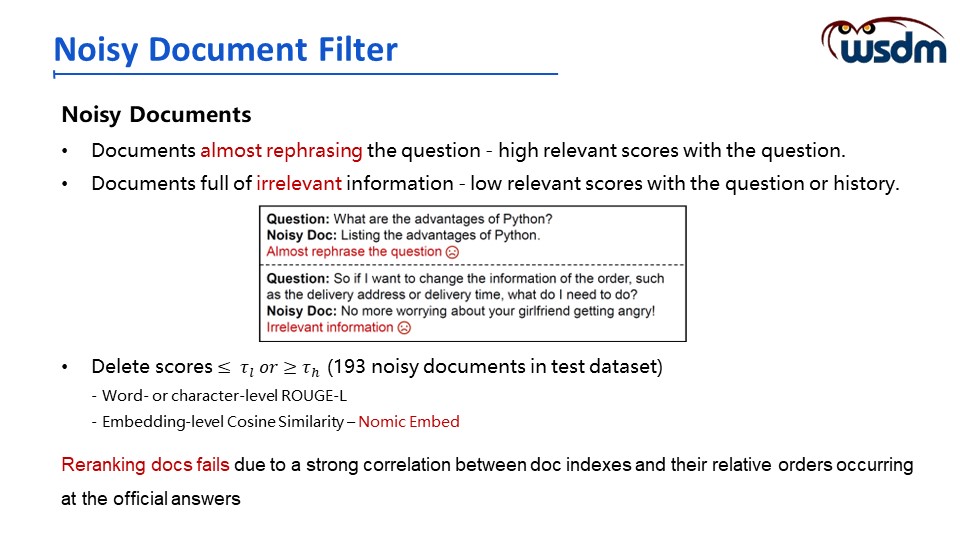 Noisy Document Filter
wsdm
Noisy Documents
• Documents almost rephrasing the question - high relevant scores with the question.
• Documents full of irrelevant information - low relevant scores with the question or history.
Question: What are the advantages of Python?
Noisy Doc: Listing the advantages of Python.
Almost rephrase the question ☹
Question: So if I want to change the information of the order, such
as the delivery address or delivery time, what do I need to do?
Noisy Doc: No more worrying about your girlfriend getting angry!
Irrelevant information ☹
• Delete scores ≤ τₗ or ≥ τₕ (193 noisy documents in test dataset)
- Word- or character-level ROUGE-L
- Embedding-level Cosine Similarity – Nomic Embed
Reranking docs fails due to a strong correlation between doc indexes and their relative orders occurring
at the official answers